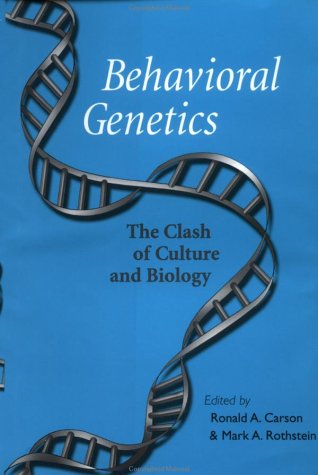 Behavioral
Genetics
The Clash
of Culture
and Biology
Edited by
Ronald A. Carson
& Mark A. Rothstein